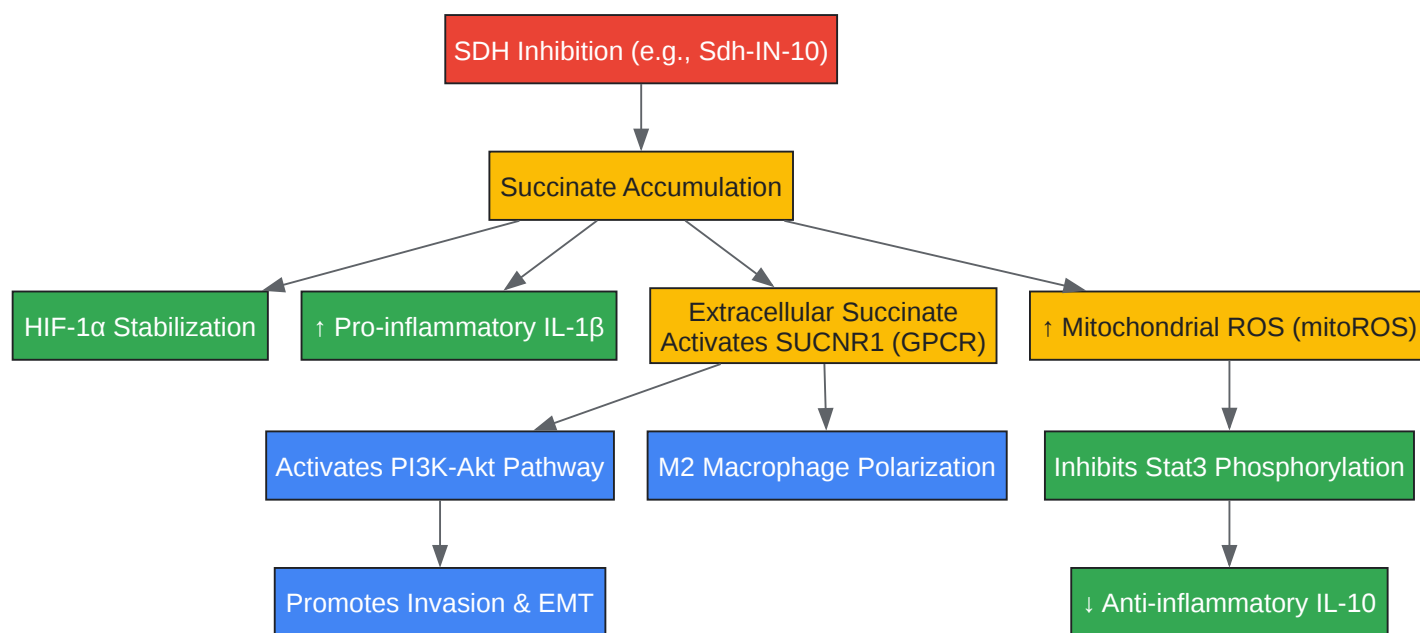 SDH Inhibition (e.g., Sdh-IN-10)
Succinate Accumulation
HIF-1α Stabilization
↑ Pro-inflammatory IL-1β
Extracellular Succinate
Activates SUCNR1 (GPCR)
↑ Mitochondrial ROS (mitoROS)
Activates PI3K-Akt Pathway
M2 Macrophage Polarization
Inhibits Stat3 Phosphorylation
Promotes Invasion & EMT
↓ Anti-inflammatory IL-10